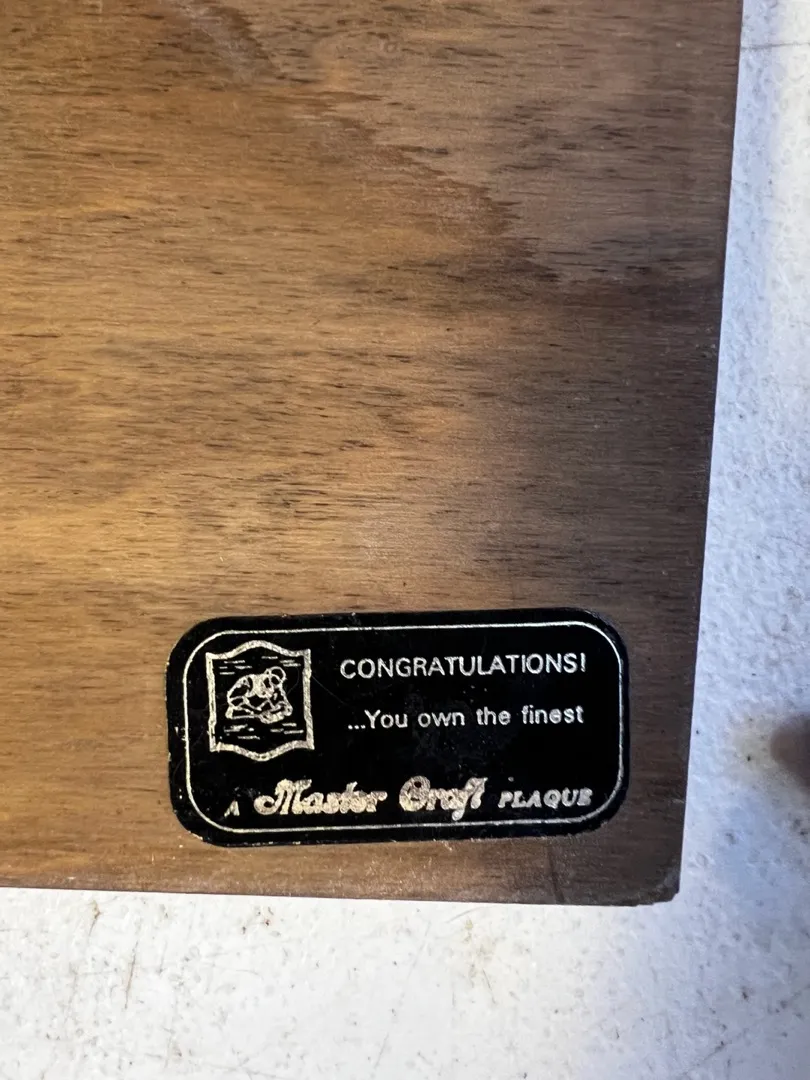 CONGRATULATIONS!
...You own the finest
A Master Craft PLAQUE